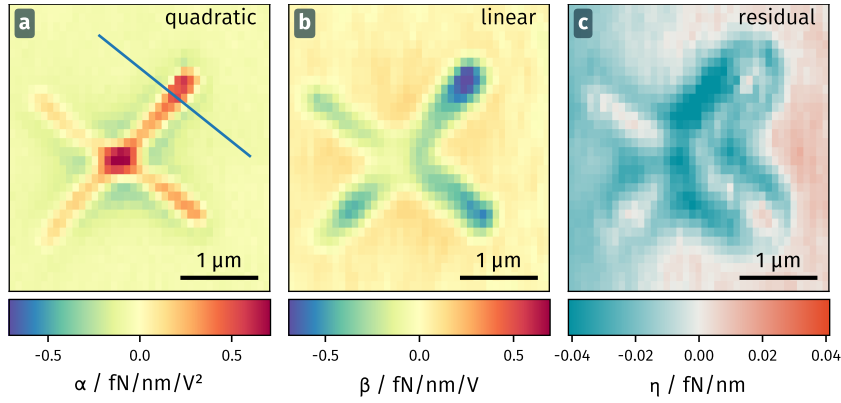 a quadratic
b linear
c residual
1 µm
1 µm
1 µm
-0.5 0.0 0.5
-0.5 0.0 0.5
-0.04 -0.02 0.00 0.02 0.04
α / fN/nm/V²
β / fN/nm/V
η / fN/nm